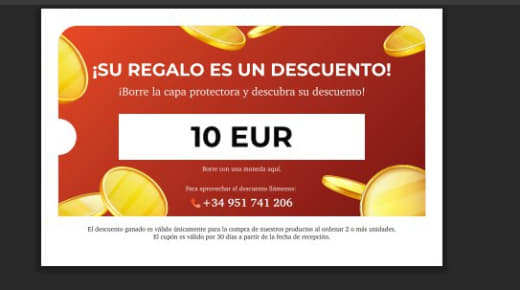 ¡SU REGALO ES UN DESCUENTO!
¡Borre la capa protectora y descubra su descuento!
10 EUR
Borre con una moneda aquí.
Para aprovechar el descuento llámenos:
+34 951 741 206
El descuento ganado es válido únicamente para la compra de nuestros productos al ordenar 2 o más unidades.
El cupón es válido por 30 días a partir de la fecha de recepción.